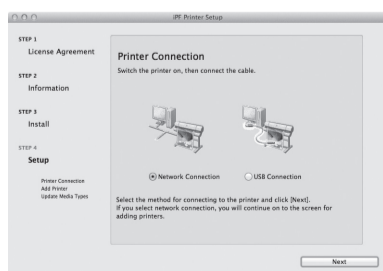 iPF Printer Setup
STEP 1
License Agreement
STEP 2
Information
STEP 3
Install
STEP 4
Setup
Printer Connection
Add Printer
Update Media Types
Printer Connection
Switch the printer on, then connect the cable.
Network Connection
USB Connection
Select the method for connecting to the printer and click [Next].
If you select network connection, you will continue on to the screen for
adding printers.
Next